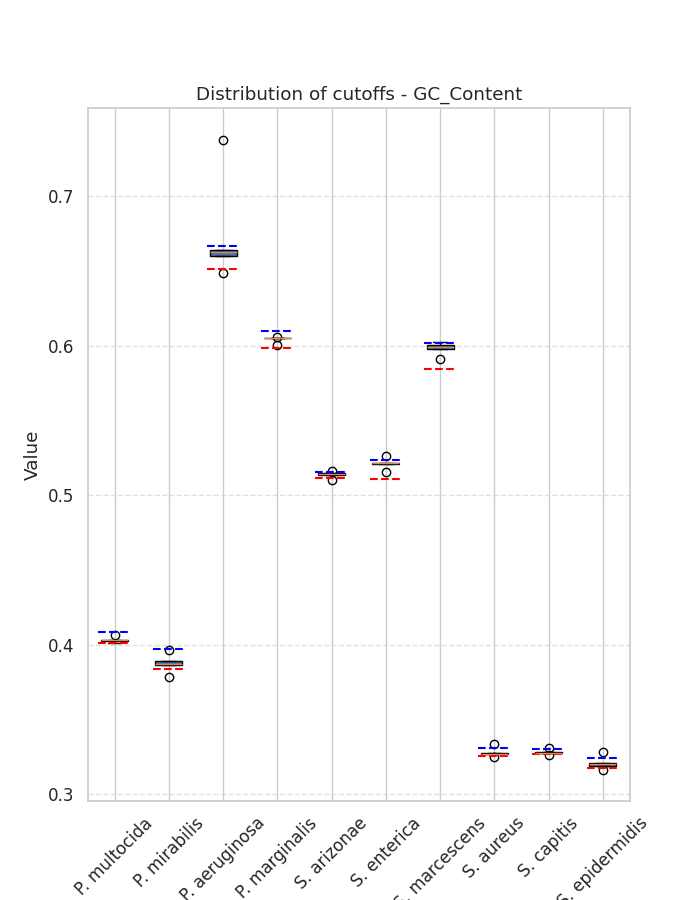 Distribution of cutoffs - GC_Content
Value
0.7
0.6
0.5
0.4
0.3
P. multocida
P. mirabilis
P. aeruginosa
P. marginalis
S. arizonae
S. enterica
S. marcescens
S. aureus
S. capitis
S. epidermidis